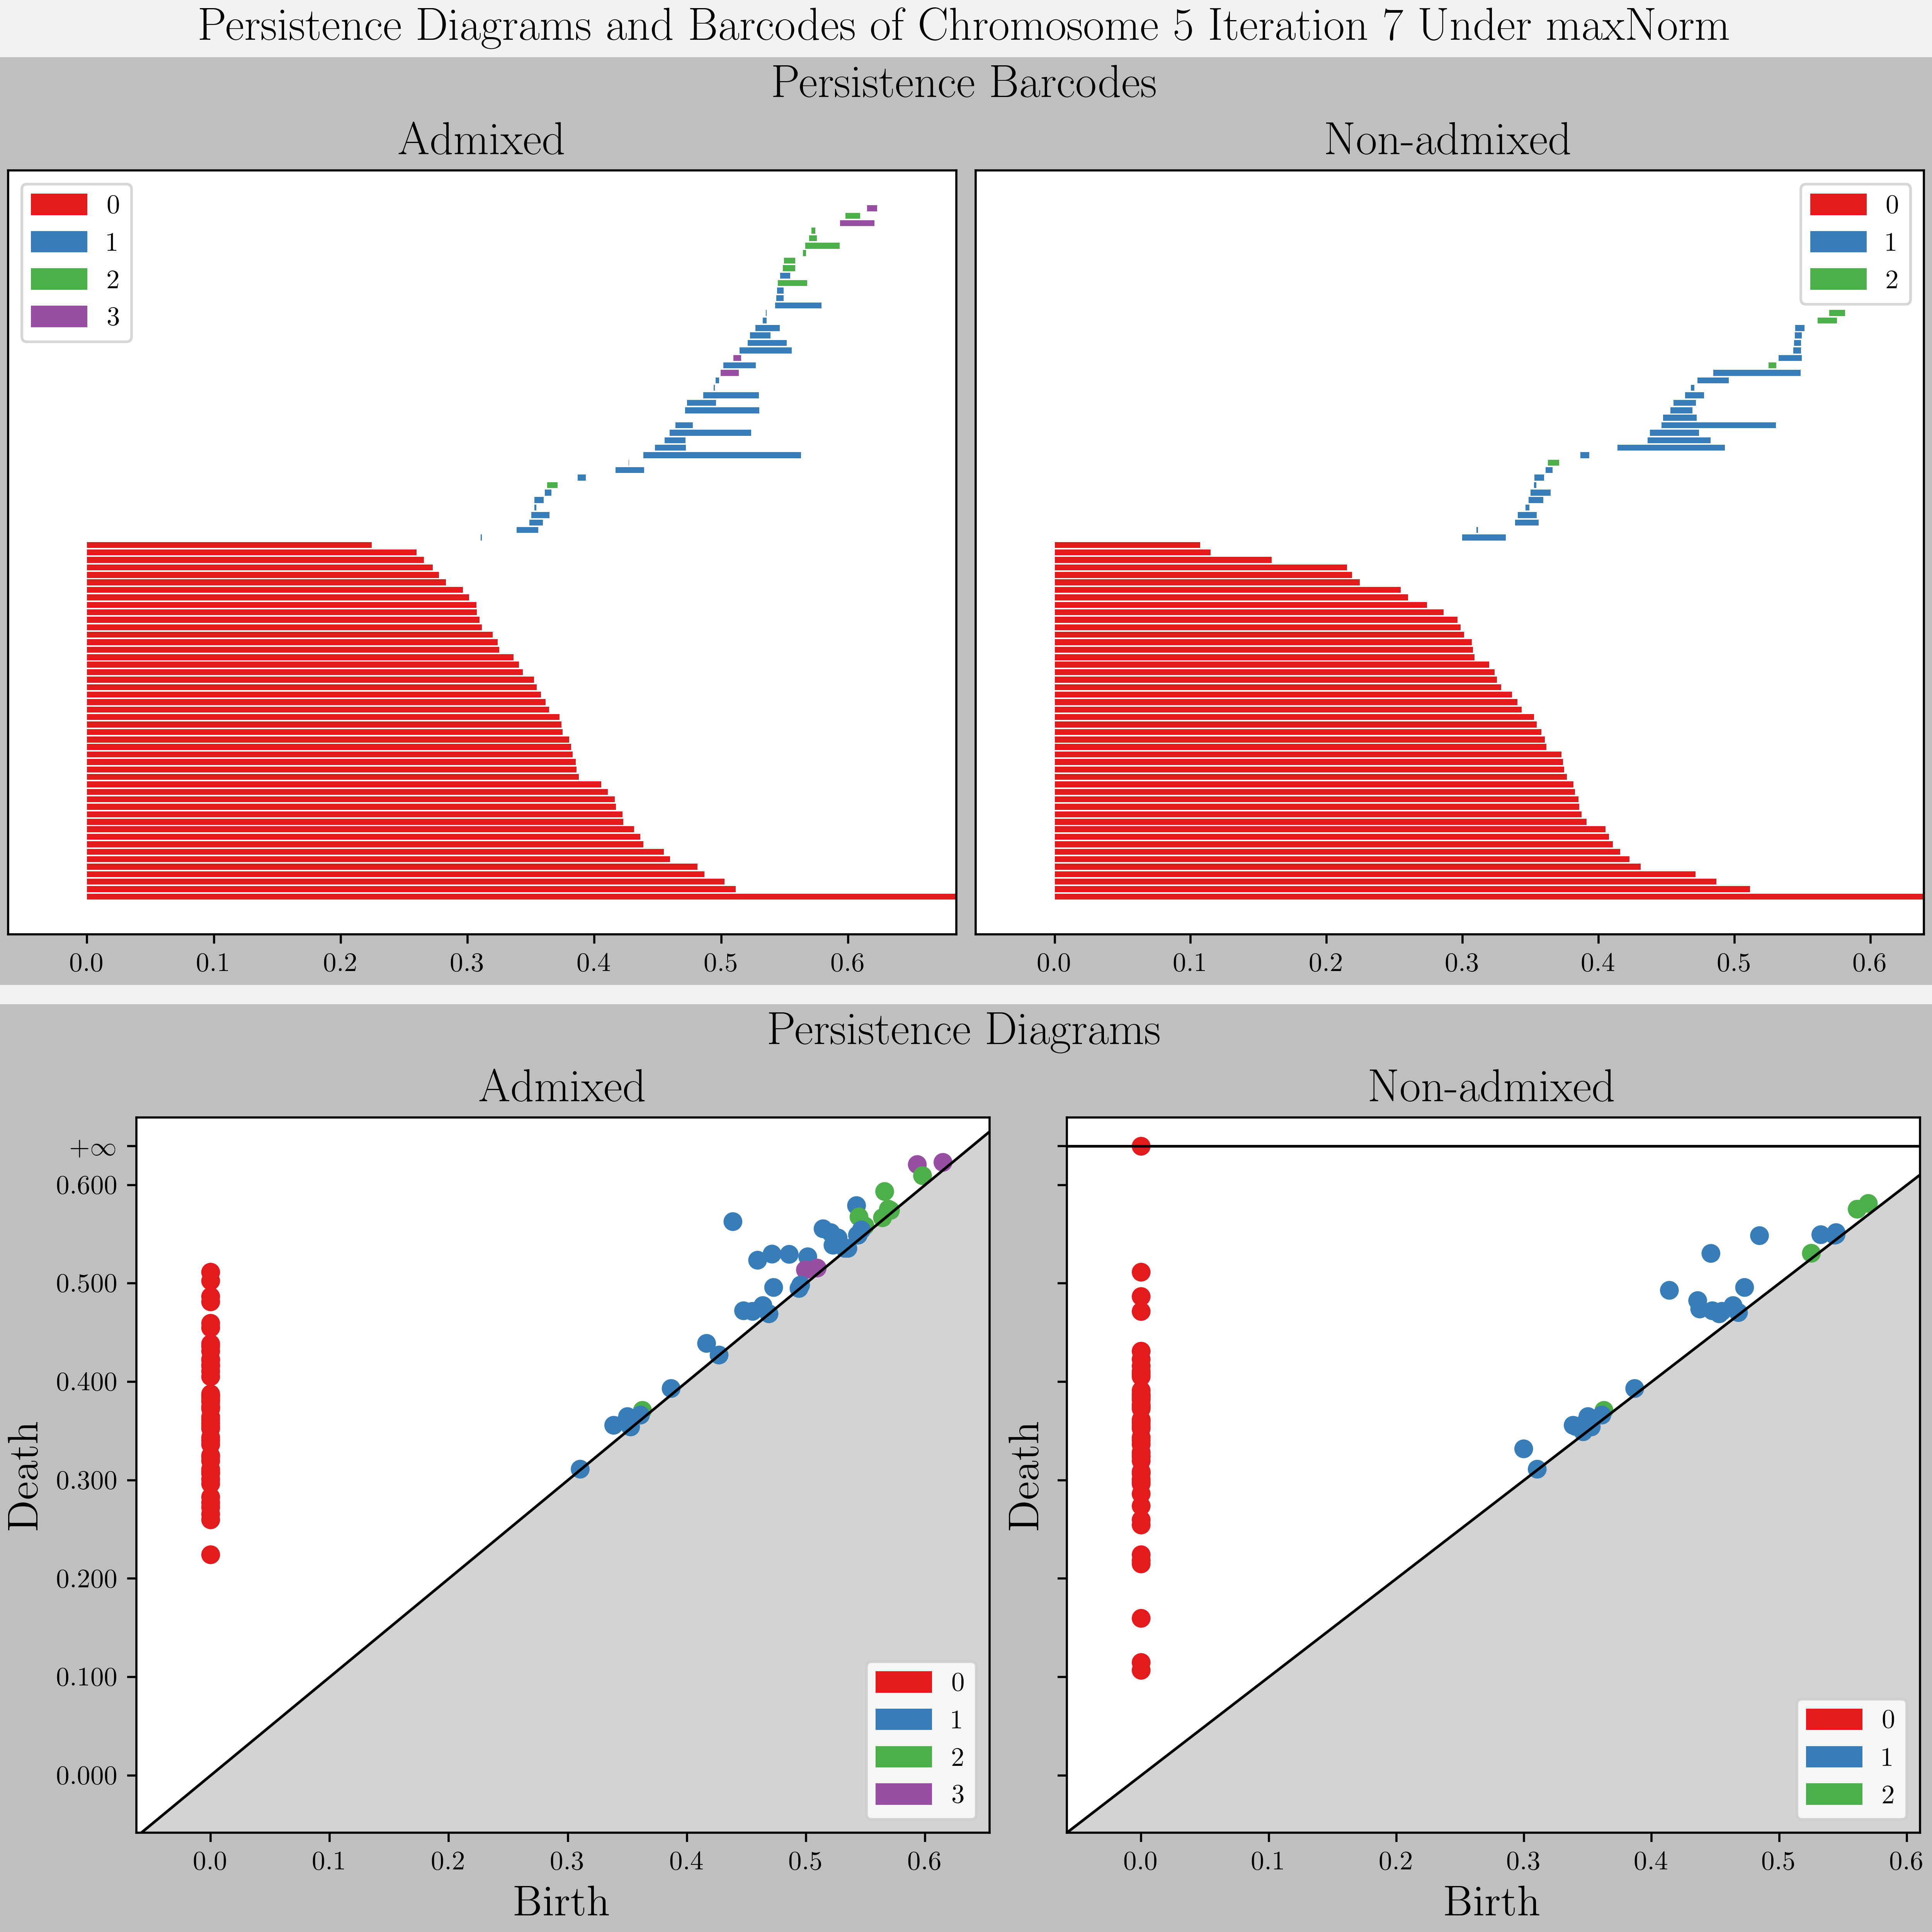 Persistence Diagrams and Barcodes of Chromosome 5 Iteration 7 Under maxNorm
Persistence Barcodes
Admixed
Non-admixed
0
1
2
3
0
1
2
0.0 0.1 0.2 0.3 0.4 0.5 0.6
0.0 0.1 0.2 0.3 0.4 0.5 0.6
Persistence Diagrams
Admixed
Non-admixed
+∞
0.600
0.500
0.400
0.300
0.200
0.100
0.000
Death
Death
0
1
2
3
0
1
2
0.0 0.1 0.2 0.3 0.4 0.5 0.6
0.0 0.1 0.2 0.3 0.4 0.5 0.6
Birth
Birth